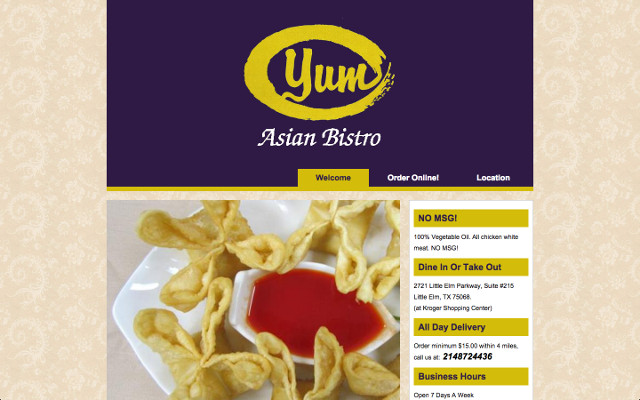 Yum
Asian Bistro
Welcome
Order Online!
Location
NO MSG!
100% Vegetable Oil. All chicken white
meat. NO MSG!
Dine In Or Take Out
2721 Little Elm Parkway, Suite #215
Little Elm, TX 75068.
(at Kroger Shopping Center)
All Day Delivery
Order minimum $15.00 within 4 miles,
call us at: 2148724436
Business Hours
Open 7 Days A Week